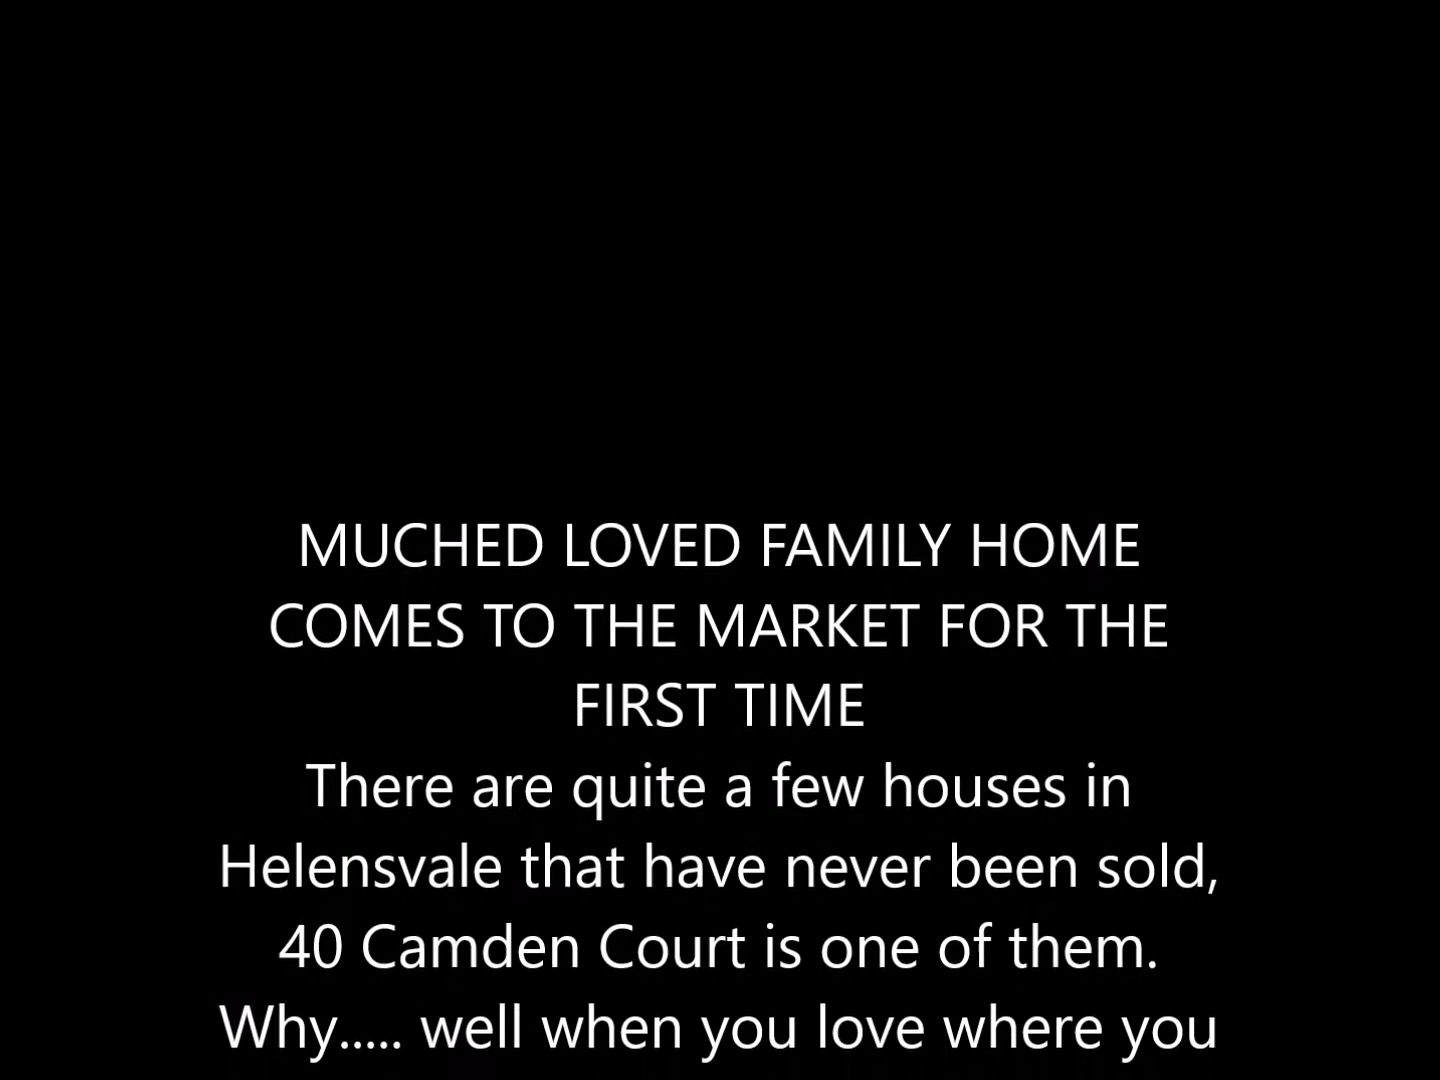 MUCHED LOVED FAMILY HOME
COMES TO THE MARKET FOR THE
FIRST TIME
There are quite a few houses in
Helensvale that have never been sold,
40 Camden Court is one of them.
Why..... well when you love where you